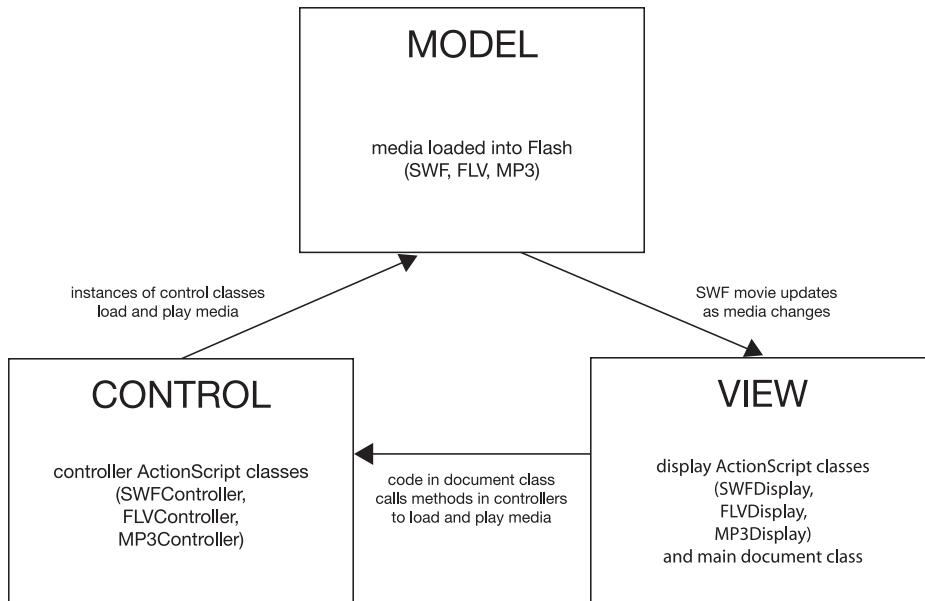 MODEL
media loaded into Flash
(SWF, FLV, MP3)
instances of control classes
load and play media
SWF movie updates
as media changes
CONTROL
controller ActionScript classes
(SWFController,
FLVController,
MP3Controller)
code in document class
calls methods in controllers
to load and play media
VIEW
display ActionScript classes
(SWFDisplay,
FLVDisplay,
MP3Display)
and main document class